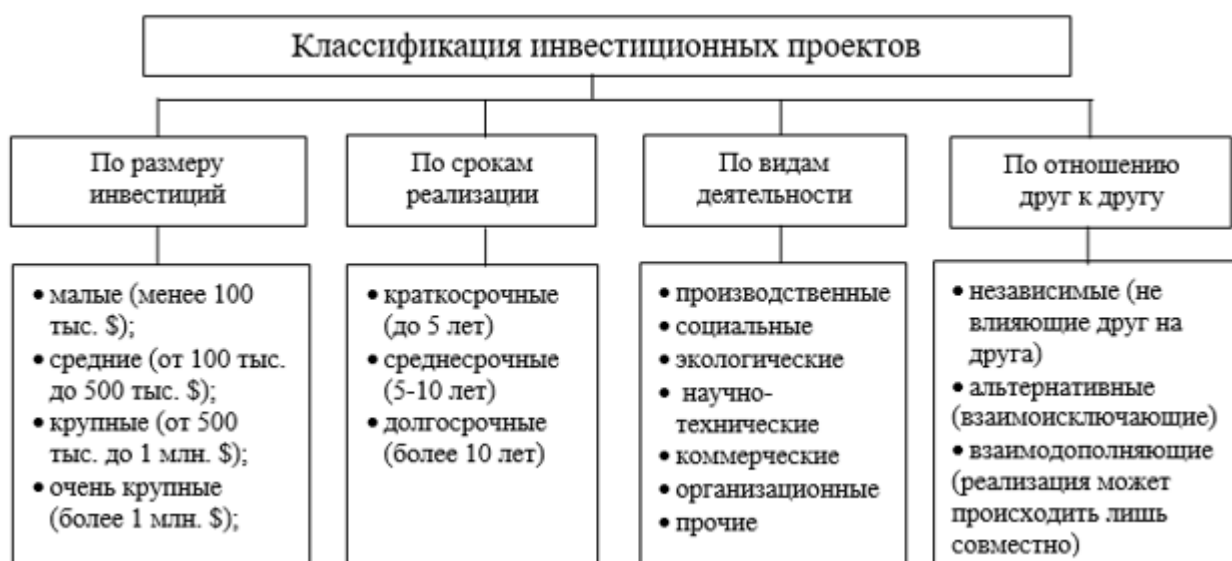 Классификация инвестиционных проектов
По размеру
инвестиций
По срокам
реализации
По видам
деятельности
По отношению
друг к другу
• малые (менее 100
тыс. $);
• средние (от 100 тыс.
до 500 тыс. $);
• крупные (от 500
тыс. до 1 млн. $);
• очень крупные
(более 1 млн. $);
• краткосрочные
(до 5 лет)
• среднесрочные
(5-10 лет)
• долгосрочные
(более 10 лет)
• производственные
• социальные
• экологические
• научно-
технические
• коммерческие
• организационные
• прочие
• независимые (не
влияющие друг на
друга)
• альтернативные
(взаимоисключающие)
• взаимодополняющие
(реализация может
происходить лишь
совместно)